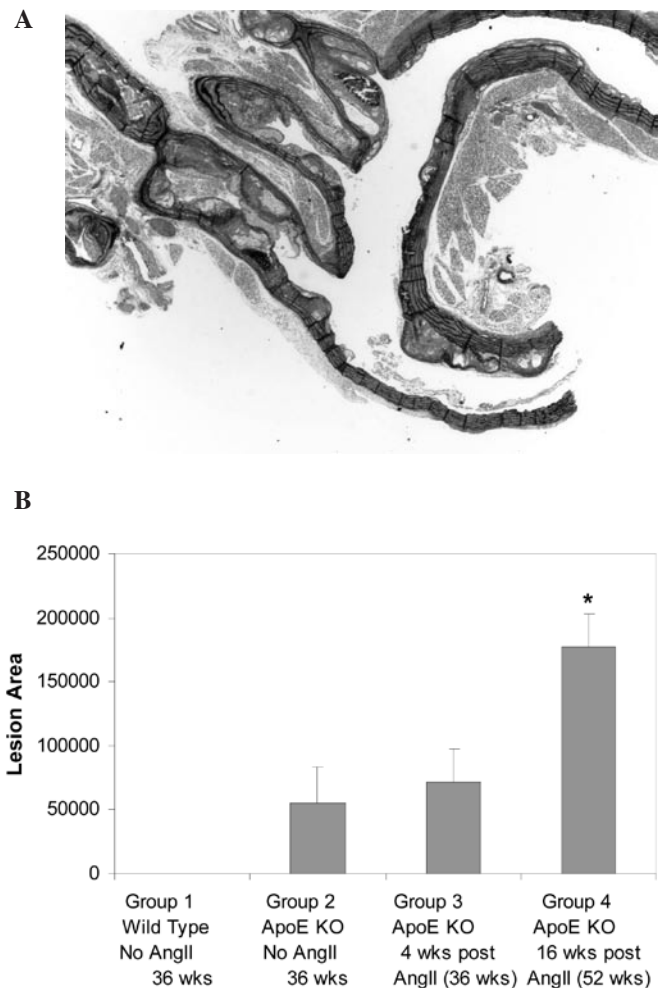 A
B
250000
200000
150000
100000
50000
0
Lesion Area
*
Group 1 Group 2 Group 3 Group 4
Wild Type ApoE KO ApoE KO ApoE KO
No AngII No AngII 4 wks post 16 wks post
36 wks 36 wks AngII (36 wks) AngII (52 wks)